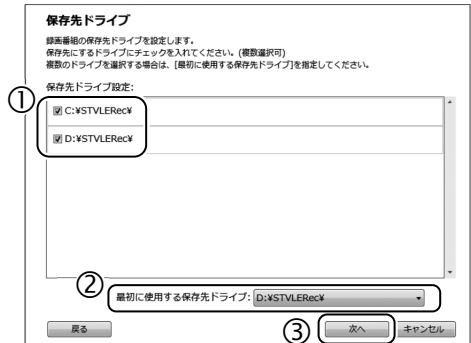 保存先ドライブ
録画番組の保存先ドライブを設定します。
保存先にするドライブにチェックを入れてください。(複数選択可)
複数のドライブを選択する場合は、[最初に使用する保存先ドライブ]を指定してください。
保存先ドライブ設定:
①
C:¥STVLERec¥
D:¥STVLERec¥
②
最初に使用する保存先ドライブ: D:¥STVLERec¥
戻る ③ 次へ キャンセル